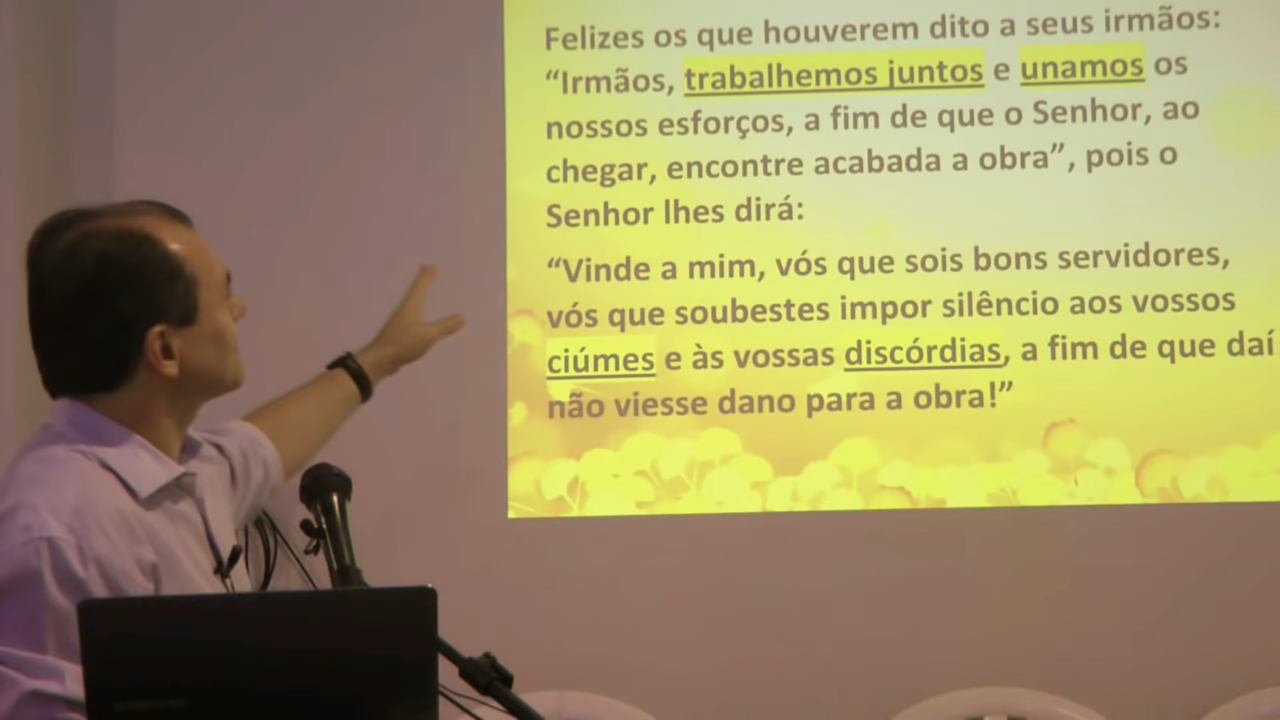 Felizes os que houverem dito a seus irmãos:
“Irmãos, trabalhemos juntos e unamos os
nossos esforços, a fim de que o Senhor, ao
chegar, encontre acabada a obra”, pois o
Senhor lhes dirá:
“Vinde a mim, vós que sois bons servidores,
vós que soubestes impor silêncio aos vossos
ciúmes e às vossas discórdias, a fim de que daí
não viesse dano para a obra!”